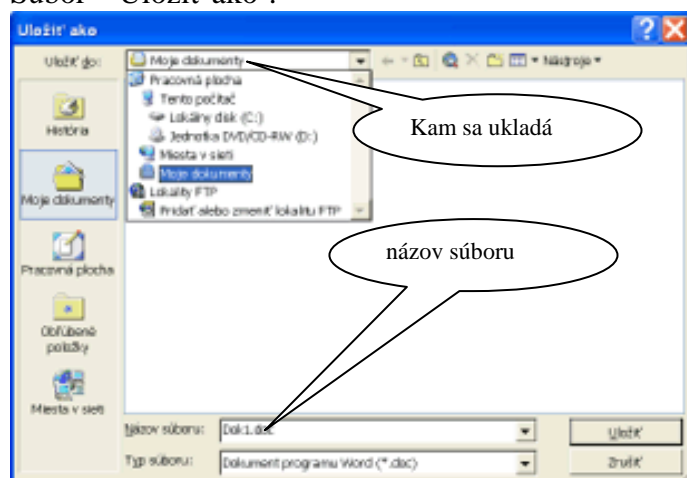 Súbor – Uložiť ako .
Uložiť ako
Uložiť do:
Moje dokumenty
Nástroje
Pracovná plocha
Tento počítač
Lokálny disk (C:)
Jednotka DVD/CD-RW (D:)
Miesta v sieti
Moje dokumenty
Lokality FTP
Pridať alebo zmeniť lokalitu FTP
Kam sa ukladá
názov súboru
História
Moje dokumenty
Pracovná plocha
Obľúbené
položky
Miesta v sieti
Názov súboru:
Dok1.doc
Uložiť
Typ súboru:
Dokument programu Word (*.doc)
Zrušiť